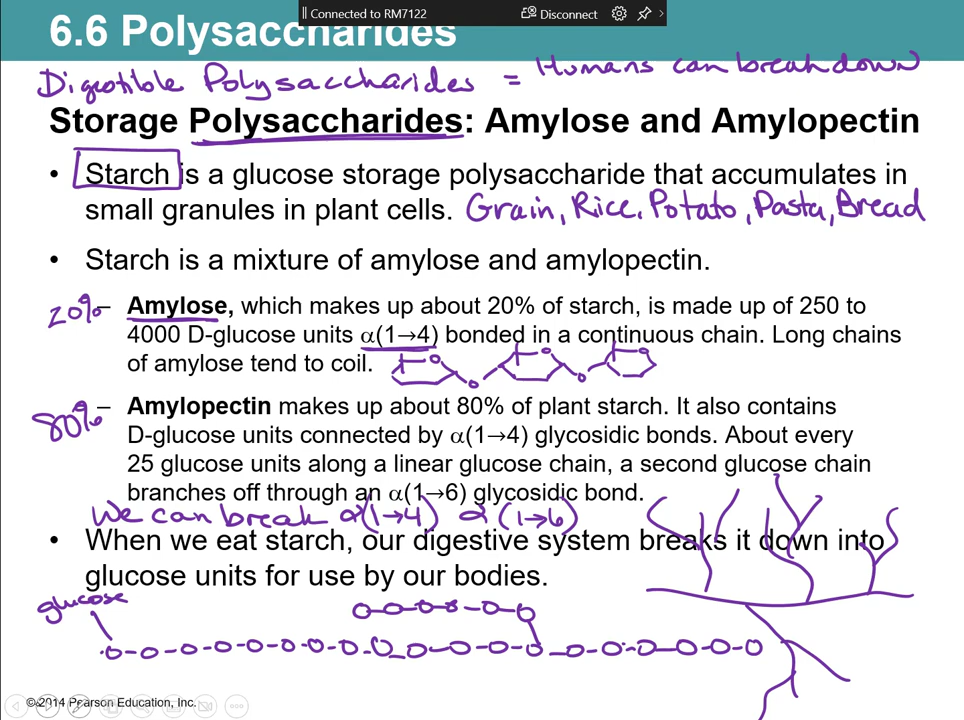 Connected to RM7122 Disconnect
6.6 Polysaccharides
Digestible Polysaccharides = Humans can breakdown
Storage Polysaccharides: Amylose and Amylopectin
• Starch is a glucose storage polysaccharide that accumulates in
small granules in plant cells. Grain, Rice, Potato, Pasta, Bread
• Starch is a mixture of amylose and amylopectin.
20% – Amylose, which makes up about 20% of starch, is made up of 250 to
4000 D-glucose units α(1→4) bonded in a continuous chain. Long chains
of amylose tend to coil.
80% – Amylopectin makes up about 80% of plant starch. It also contains
D-glucose units connected by α(1→4) glycosidic bonds. About every
25 glucose units along a linear glucose chain, a second glucose chain
branches off through an α(1→6) glycosidic bond.
We can break α(1→4) α(1→6)
• When we eat starch, our digestive system breaks it down into
glucose units for use by our bodies.
glucose
©2014 Pearson Education, Inc.